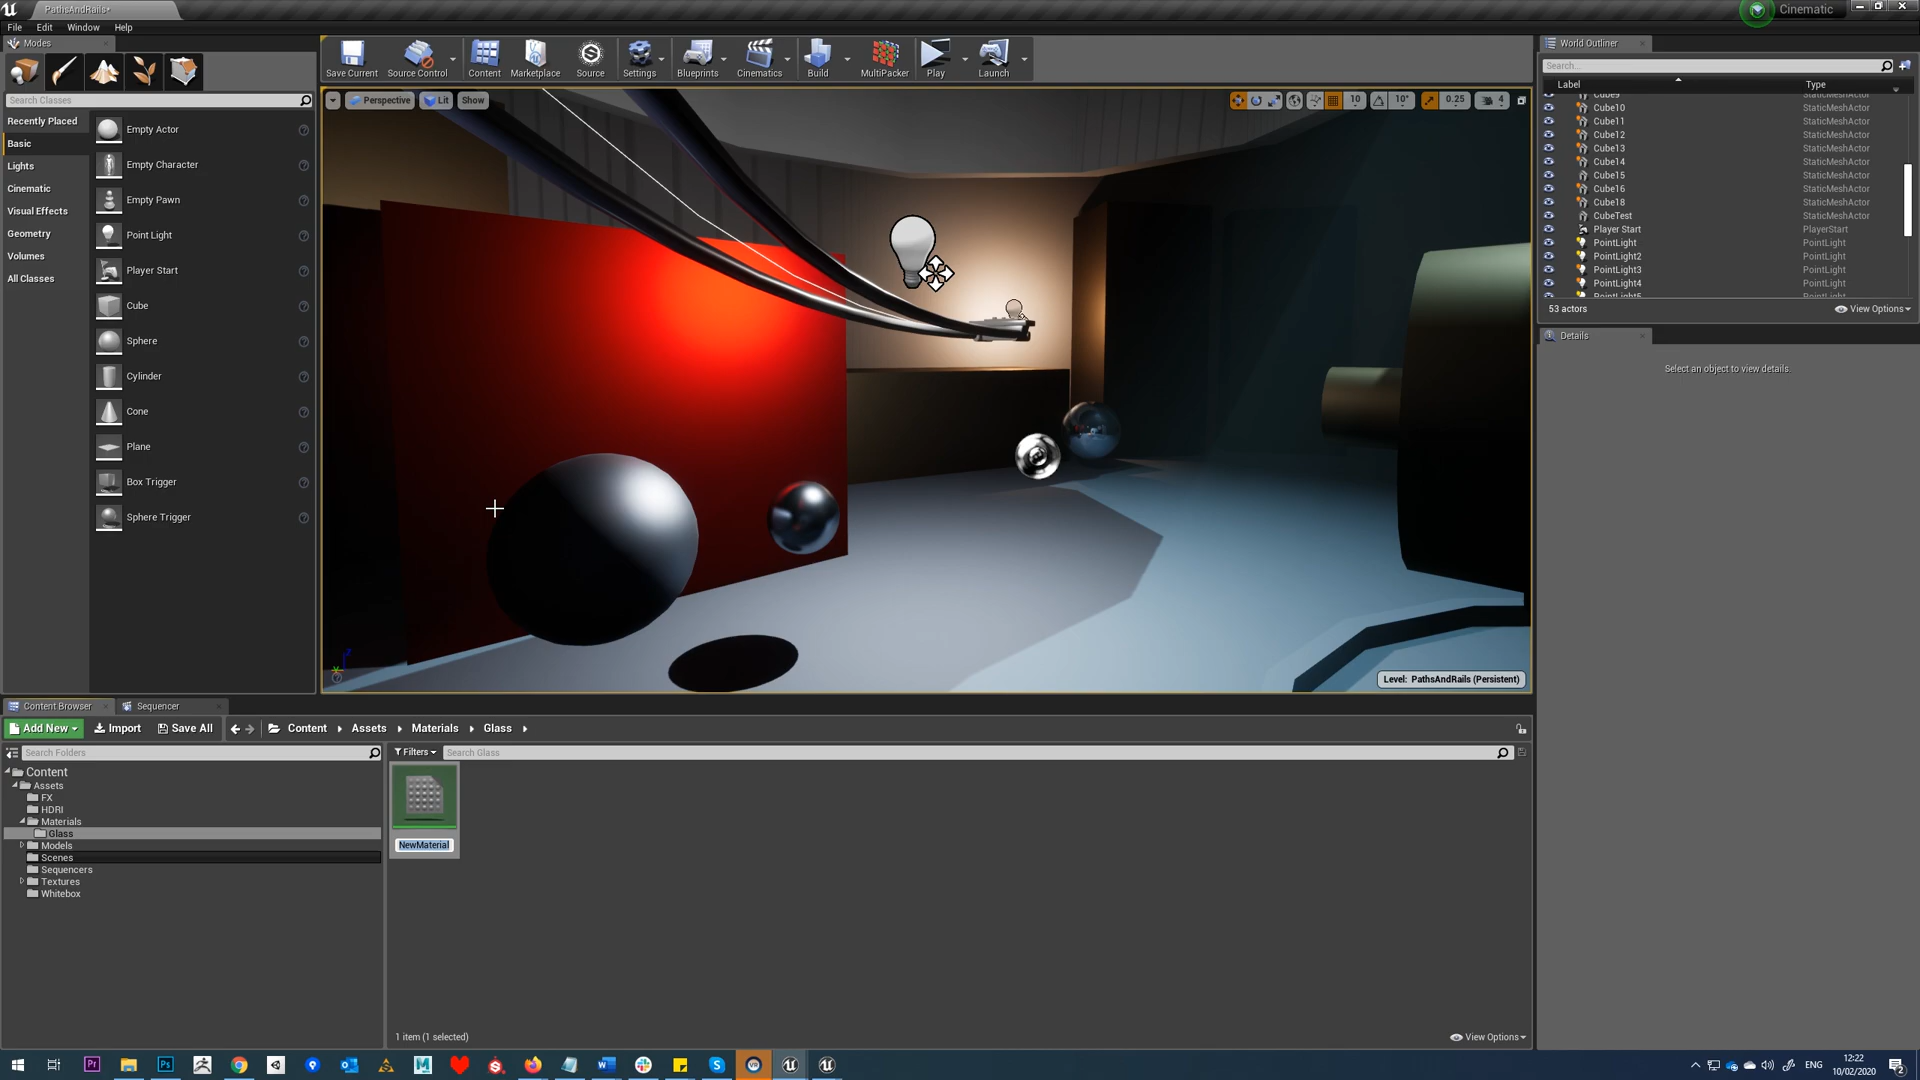 PathsAndRails*
Cinematic
File Edit Window Help
Modes
World Outliner
Save Current Source Control Content Marketplace Source Settings Blueprints Cinematics Build MultiPacker Play Launch
Search...
Label Type
Search Classes
Perspective Lit Show
10 10° 0.25 4
Recently Placed
Basic
Lights
Cinematic
Visual Effects
Geometry
Volumes
All Classes
Empty Actor
Empty Character
Empty Pawn
Point Light
Player Start
Cube
Sphere
Cylinder
Cone
Plane
Box Trigger
Sphere Trigger
Cube9 StaticMeshActor
Cube10 StaticMeshActor
Cube11 StaticMeshActor
Cube12 StaticMeshActor
Cube13 StaticMeshActor
Cube14 StaticMeshActor
Cube15 StaticMeshActor
Cube16 StaticMeshActor
Cube18 StaticMeshActor
CubeTest StaticMeshActor
Player Start PlayerStart
PointLight PointLight
PointLight2 PointLight
PointLight3 PointLight
PointLight4 PointLight
PointLight5 PointLight
53 actors View Options
Details
Select an object to view details.
Level: PathsAndRails (Persistent)
Content Browser Sequencer
Add New Import Save All Content Assets Materials Glass
Search Folders
Filters Search Glass
Content
Assets
FX
HDRI
Materials
Glass
Models
Scenes
Sequencers
Textures
Whitebox
NewMaterial
1 item (1 selected) View Options
Pr Ps
ENG
12:22
10/02/2020
2